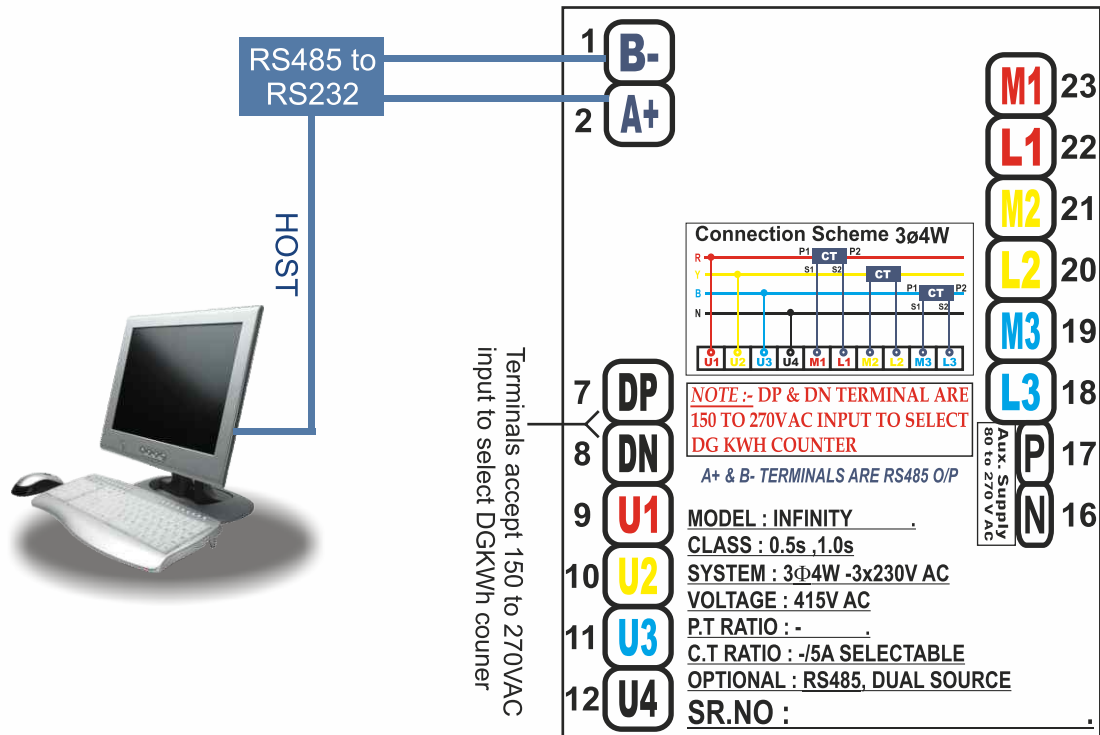 RS485 to
RS232
HOST
1 B-
2 A+
M1 23
L1 22
M2 21
L2 20
M3 19
L3 18
P 17
N 16
Aux. Supply
80 to 270 V AC
Connection Scheme 3ø4W
R P1 CT P2
Y S1 S2 CT
B P1 CT P2
N S1 S2
U1 U2 U3 U4 M1 L1 M2 L2 M3 L3
Terminals accept 150 to 270VAC
input to select DGKWh couner
7 DP
8 DN
9 U1
10 U2
11 U3
12 U4
NOTE :- DP & DN TERMINAL ARE
150 TO 270VAC INPUT TO SELECT
DG KWH COUNTER
A+ & B- TERMINALS ARE RS485 O/P
MODEL : INFINITY .
CLASS : 0.5s ,1.0s
SYSTEM : 3Φ4W -3x230V AC
VOLTAGE : 415V AC
P.T RATIO : - .
C.T RATIO : -/5A SELECTABLE
OPTIONAL : RS485, DUAL SOURCE
SR.NO : .